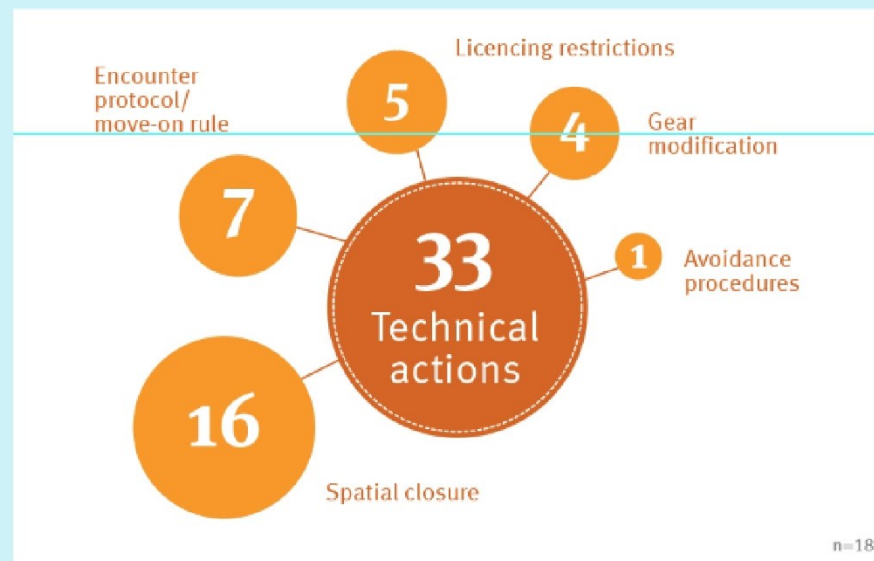 Licencing restrictions
Encounter
protocol/
move-on rule
5
4
Gear
modification
7
33
Technical
actions
1
Avoidance
procedures
16
Spatial closure
n=18